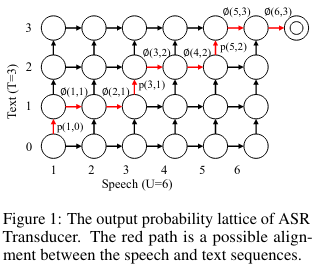 3
∅(5,3)
∅(6,3)
2
∅(3,2)
∅(4,2)
p(5,2)
1
∅(1,1)
∅(2,1)
p(3,1)
0
p(1,0)
Text (T=3)
1 2 3 4 5 6
Speech (U=6)
Figure 1: The output probability lattice of ASR
Transducer. The red path is a possible align-
ment between the speech and text sequences.